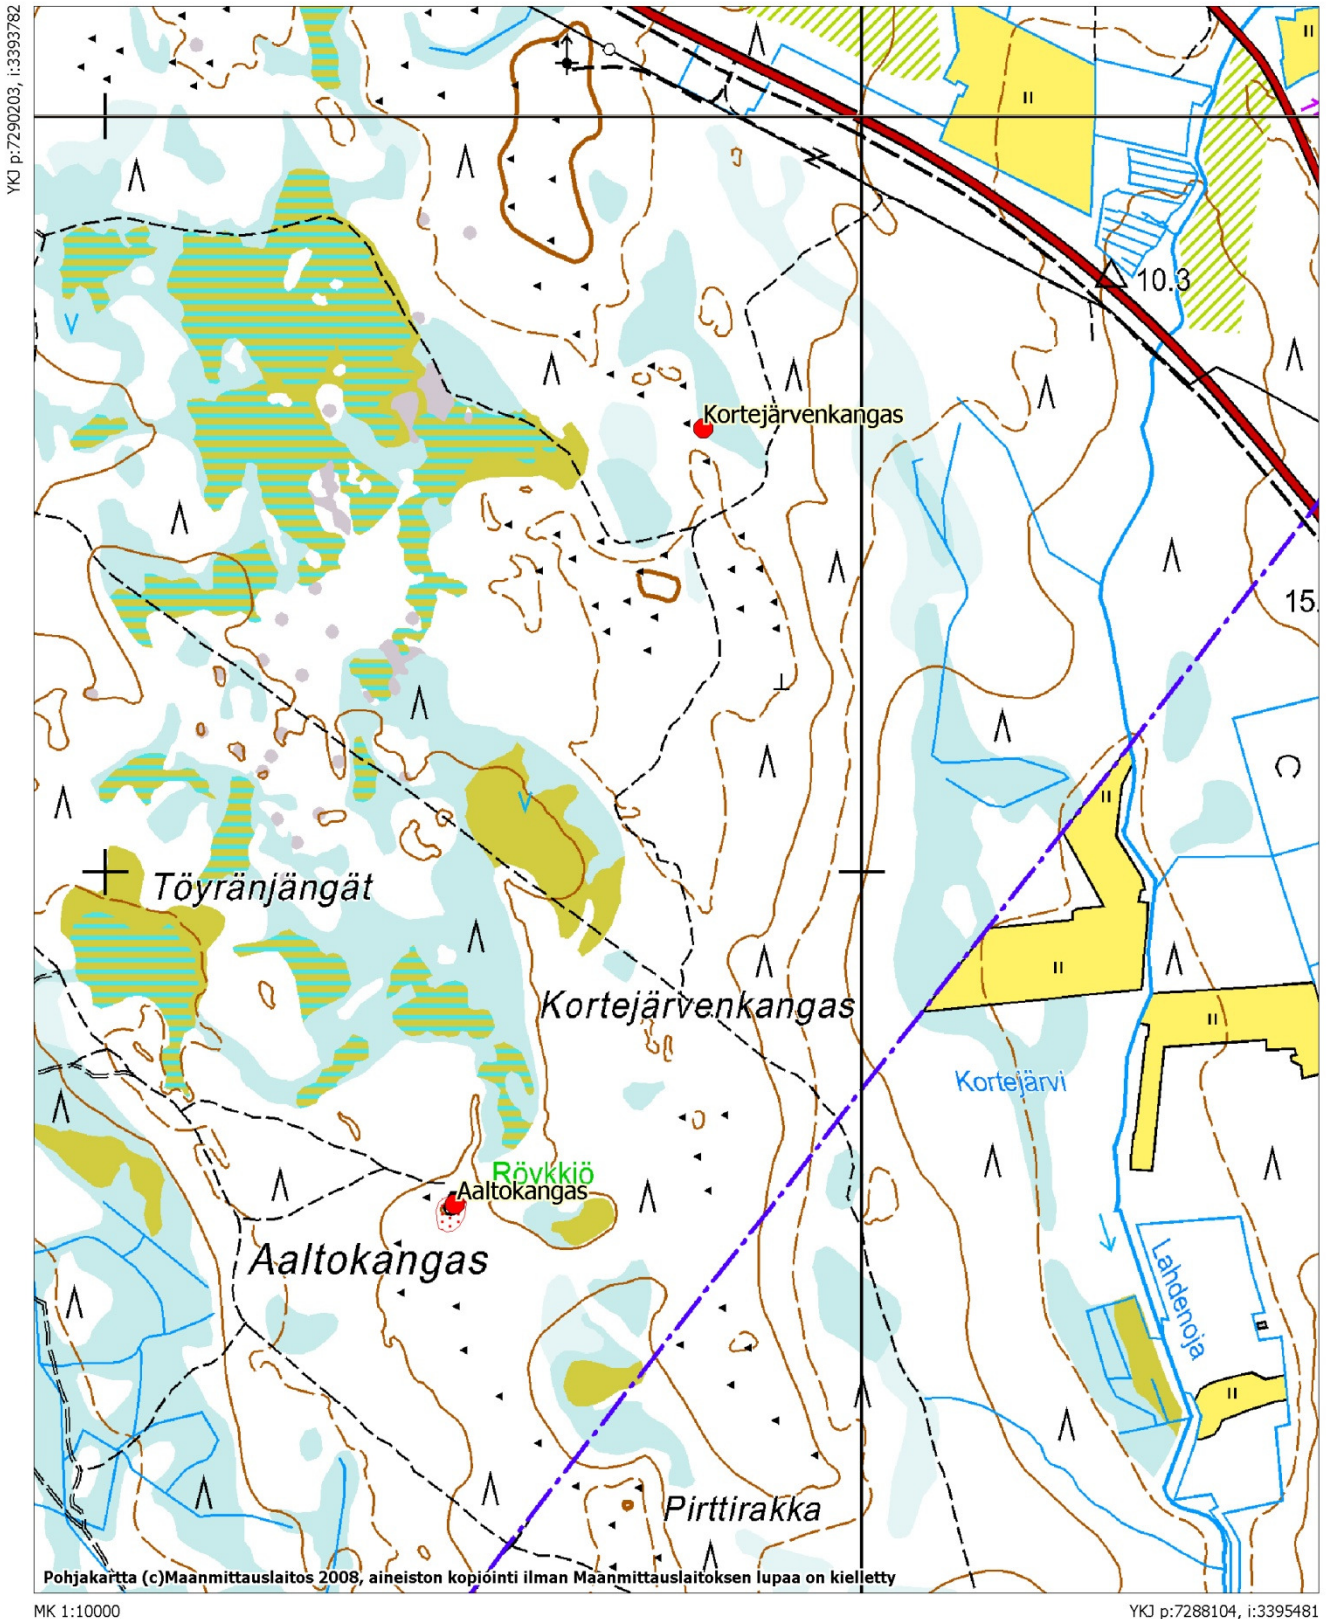 YKJ p:7290203, i:3393782
10.3
Kortejärvenkangas
15.
Töyränjängät
Kortejärvenkangas
Kortejärvi
Rövkkiö
Aaltokangas
Aaltokangas
Lahdenoja
Pirttirakka
Pohjakartta (c)Maanmittauslaitos 2008, aineiston kopiointi ilman Maanmittauslaitoksen lupaa on kielletty
MK 1:10000
YKJ p:7288104, i:3395481